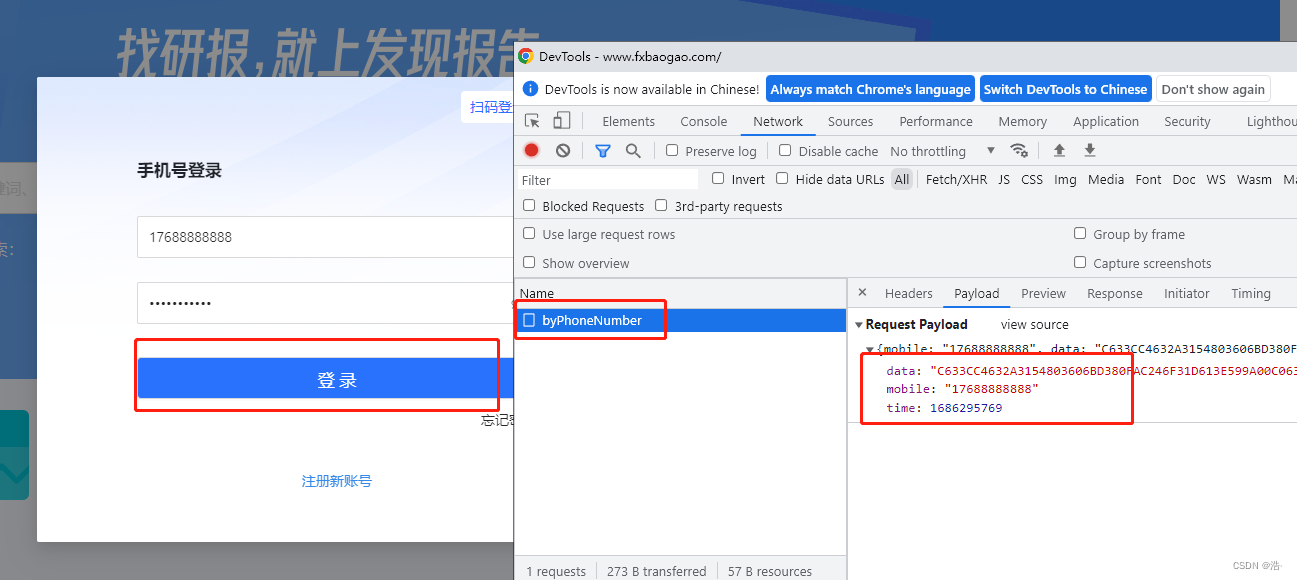 找研报,就上发现报告
DevTools - www.fxbaogao.com/
DevTools is now available in Chinese! Always match Chrome's language Switch DevTools to Chinese Don't show again
扫码登
Elements Console Network Sources Performance Memory Application Security Lighthou
手机号登录
Preserve log Disable cache No throttling
Filter Invert Hide data URLs All Fetch/XHR JS CSS Img Media Font Doc WS Wasm Ma
键词、
Blocked Requests 3rd-party requests
17688888888
Use large request rows Group by frame
索:
Show overview Capture screenshots
•••••••••••
Name
Headers Payload Preview Response Initiator Timing
byPhoneNumber
Request Payload view source
{mobile: "17688888888", data: "C633CC4632A3154803606BD380F
data: "C633CC4632A3154803606BD380FAC246F31D613E599A00C063
mobile: "17688888888"
time: 1686295769
登录
忘记密
注册新账号
1 requests 273 B transferred 57 B resources
CSDN @浩·